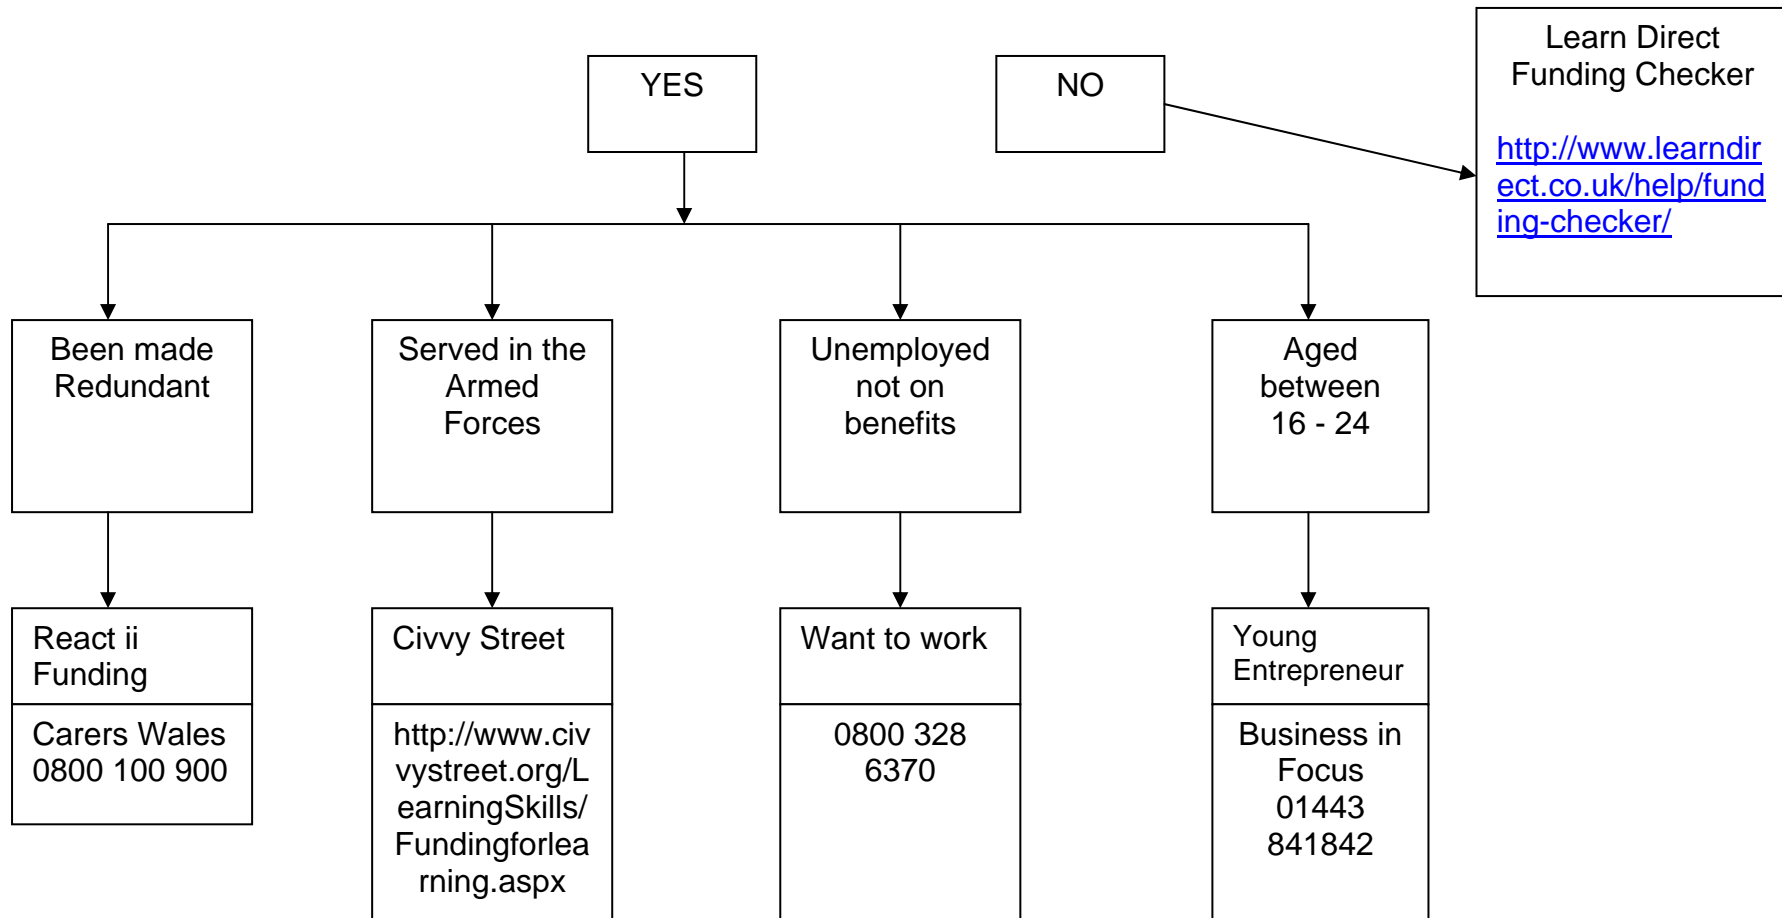 YES
NO
Learn Direct
Funding Checker
http://www.learndir
ect.co.uk/help/fund
ing-checker/
Been made
Redundant
Served in the
Armed
Forces
Unemployed
not on
benefits
Aged
between
16 - 24
React ii
Funding
Carers Wales
0800 100 900
Civvy Street
http://www.civ
vystreet.org/L
earningSkills/
Fundingforlea
rning.aspx
Want to work
0800 328
6370
Young
Entrepreneur
Business in
Focus
01443
841842